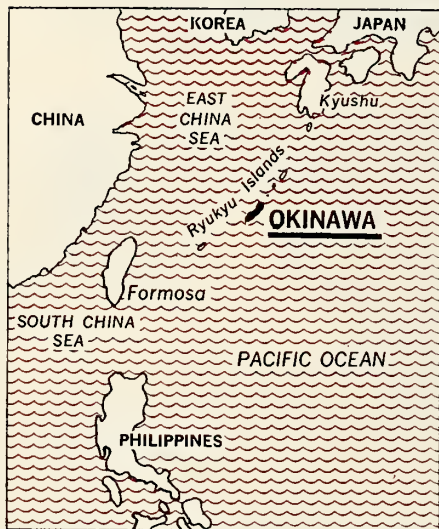 KOREA
JAPAN
CHINA
EAST
CHINA
SEA
Kyushu
Ryukyu Islands
OKINAWA
Formosa
SOUTH CHINA
SEA
PACIFIC OCEAN
PHILIPPINES